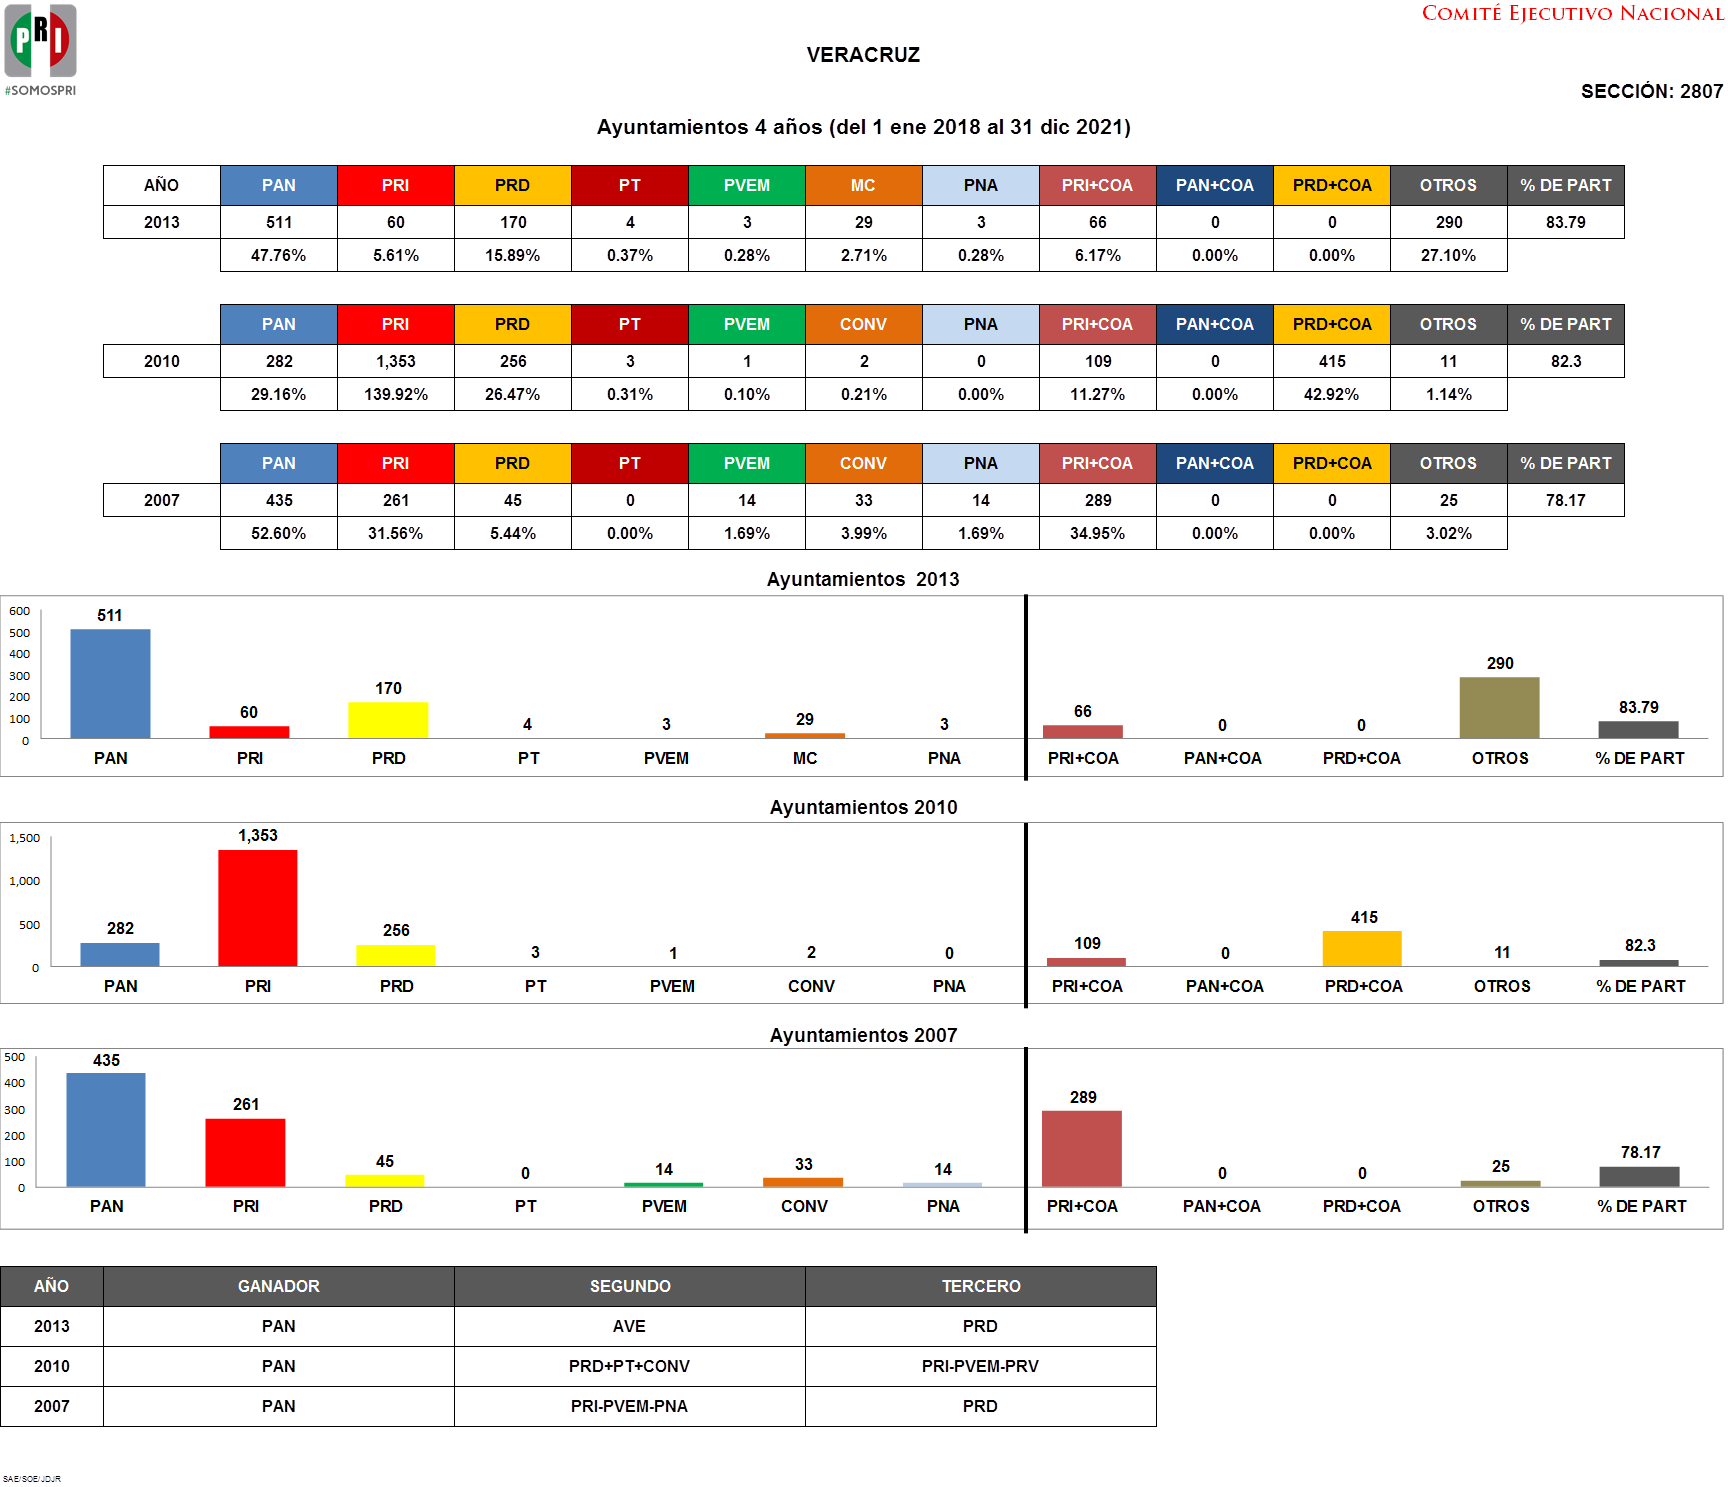 PRI
#SOMOSPRI
COMITÉ EJECUTIVO NACIONAL
VERACRUZ
SECCIÓN: 2807
Ayuntamientos 4 años (del 1 ene 2018 al 31 dic 2021)
AÑO PAN PRI PRD PT PVEM MC PNA PRI+COA PAN+COA PRD+COA OTROS % DE PART
2013 511 60 170 4 3 29 3 66 0 0 290 83.79
47.76% 5.61% 15.89% 0.37% 0.28% 2.71% 0.28% 6.17% 0.00% 0.00% 27.10%
PAN PRI PRD PT PVEM CONV PNA PRI+COA PAN+COA PRD+COA OTROS % DE PART
2010 282 1,353 256 3 1 2 0 109 0 415 11 82.3
29.16% 139.92% 26.47% 0.31% 0.10% 0.21% 0.00% 11.27% 0.00% 42.92% 1.14%
PAN PRI PRD PT PVEM CONV PNA PRI+COA PAN+COA PRD+COA OTROS % DE PART
2007 435 261 45 0 14 33 14 289 0 0 25 78.17
52.60% 31.56% 5.44% 0.00% 1.69% 3.99% 1.69% 34.95% 0.00% 0.00% 3.02%
Ayuntamientos 2013
600
500
400
300
200
100
0
511 60 170 4 3 29 3 66 0 0 290 83.79
PAN PRI PRD PT PVEM MC PNA PRI+COA PAN+COA PRD+COA OTROS % DE PART
Ayuntamientos 2010
1,500
1,000
500
0
282 1,353 256 3 1 2 0 109 0 415 11 82.3
PAN PRI PRD PT PVEM CONV PNA PRI+COA PAN+COA PRD+COA OTROS % DE PART
Ayuntamientos 2007
500
400
300
200
100
0
435 261 45 0 14 33 14 289 0 0 25 78.17
PAN PRI PRD PT PVEM CONV PNA PRI+COA PAN+COA PRD+COA OTROS % DE PART
AÑO GANADOR SEGUNDO TERCERO
2013 PAN AVE PRD
2010 PAN PRD+PT+CONV PRI-PVEM-PRV
2007 PAN PRI-PVEM-PNA PRD
SAE/SOE/JDJR